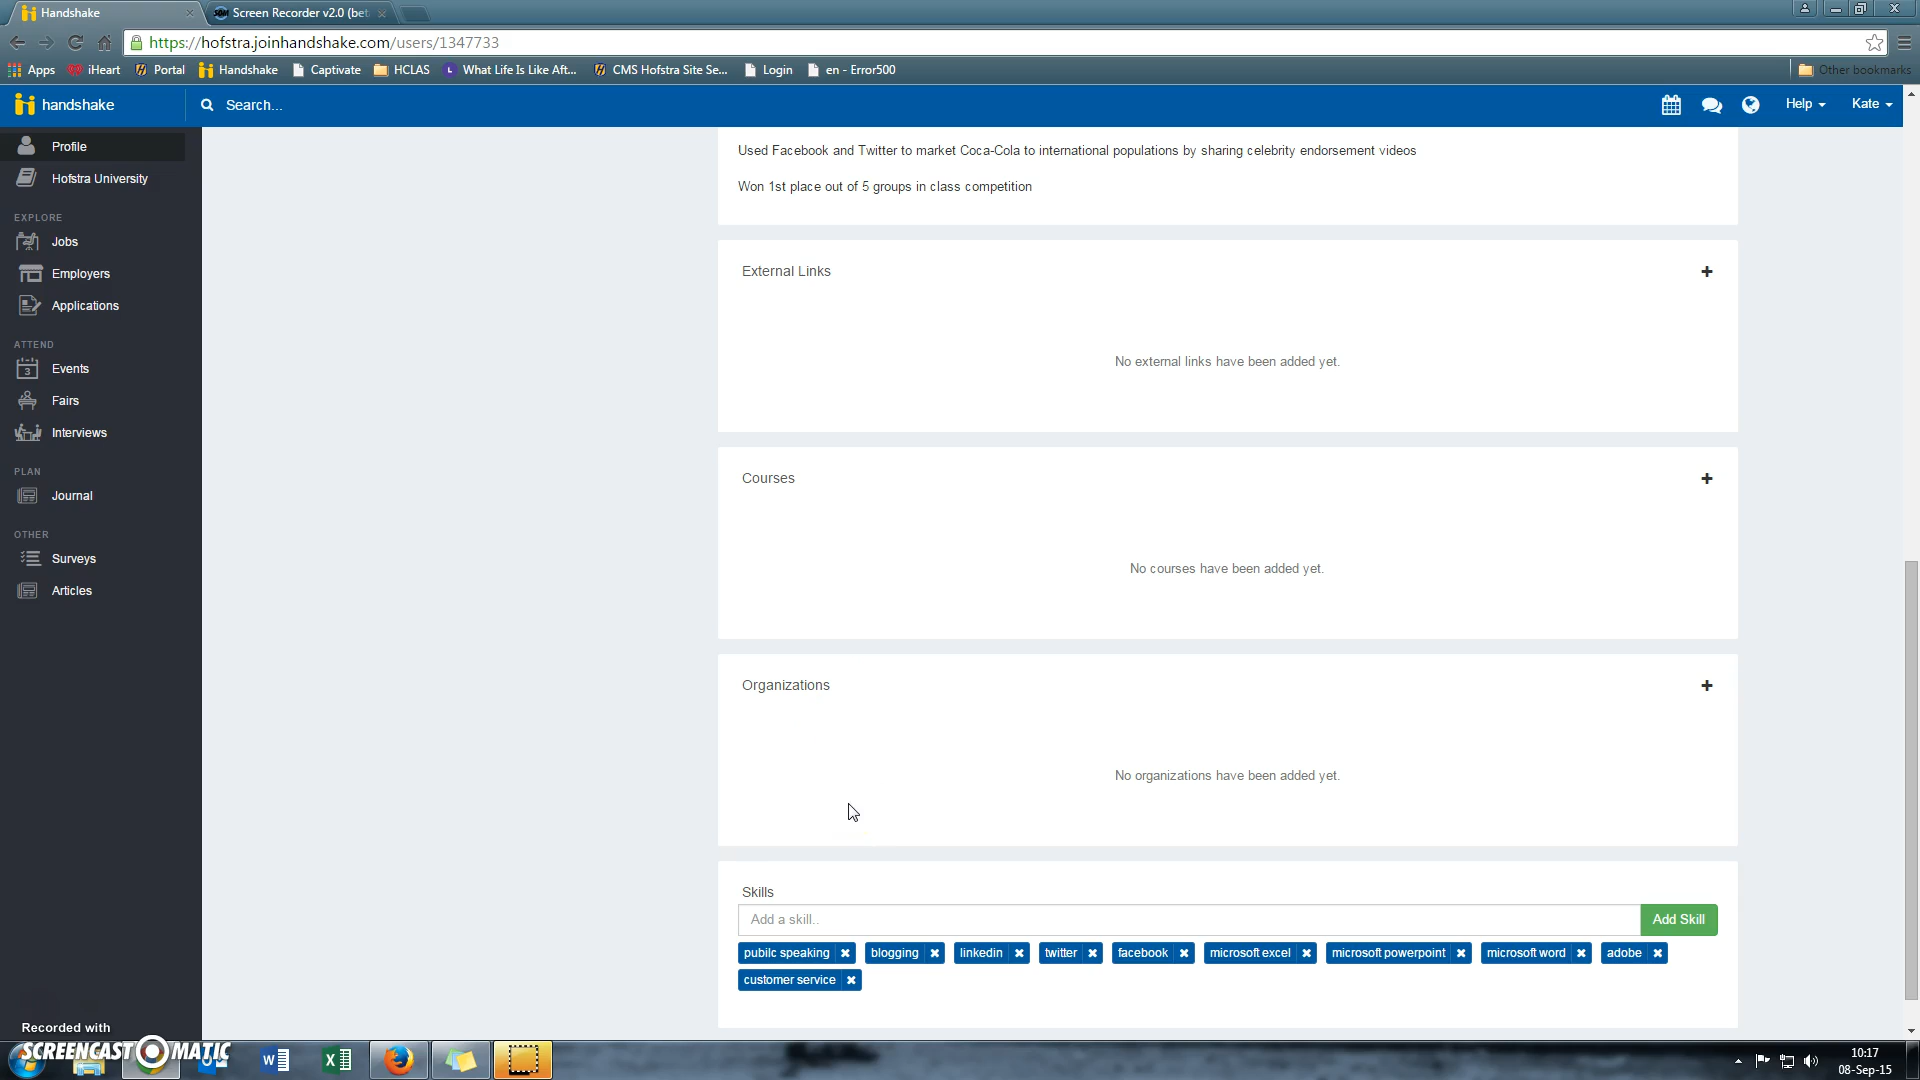 Handshake
Screen Recorder v2.0 (bet
https://hofstra.joinhandshake.com/users/1347733
Apps iHeart Portal Handshake Captivate HCLAS What Life Is Like Aft... CMS Hofstra Site Se... Login en - Error500 Other bookmarks
handshake Search... Help Kate
Profile
Hofstra University
EXPLORE
Jobs
Employers
Applications
ATTEND
3 Events
Fairs
Interviews
PLAN
Journal
OTHER
Surveys
Articles
Used Facebook and Twitter to market Coca-Cola to international populations by sharing celebrity endorsement videos
Won 1st place out of 5 groups in class competition
External Links
No external links have been added yet.
Courses
No courses have been added yet.
Organizations
No organizations have been added yet.
Skills
Add a skill.. Add Skill
pubilc speaking blogging linkedin twitter facebook microsoft excel microsoft powerpoint microsoft word adobe
customer service
Recorded with
SCREENCAST MATIC
10:17
08-Sep-15